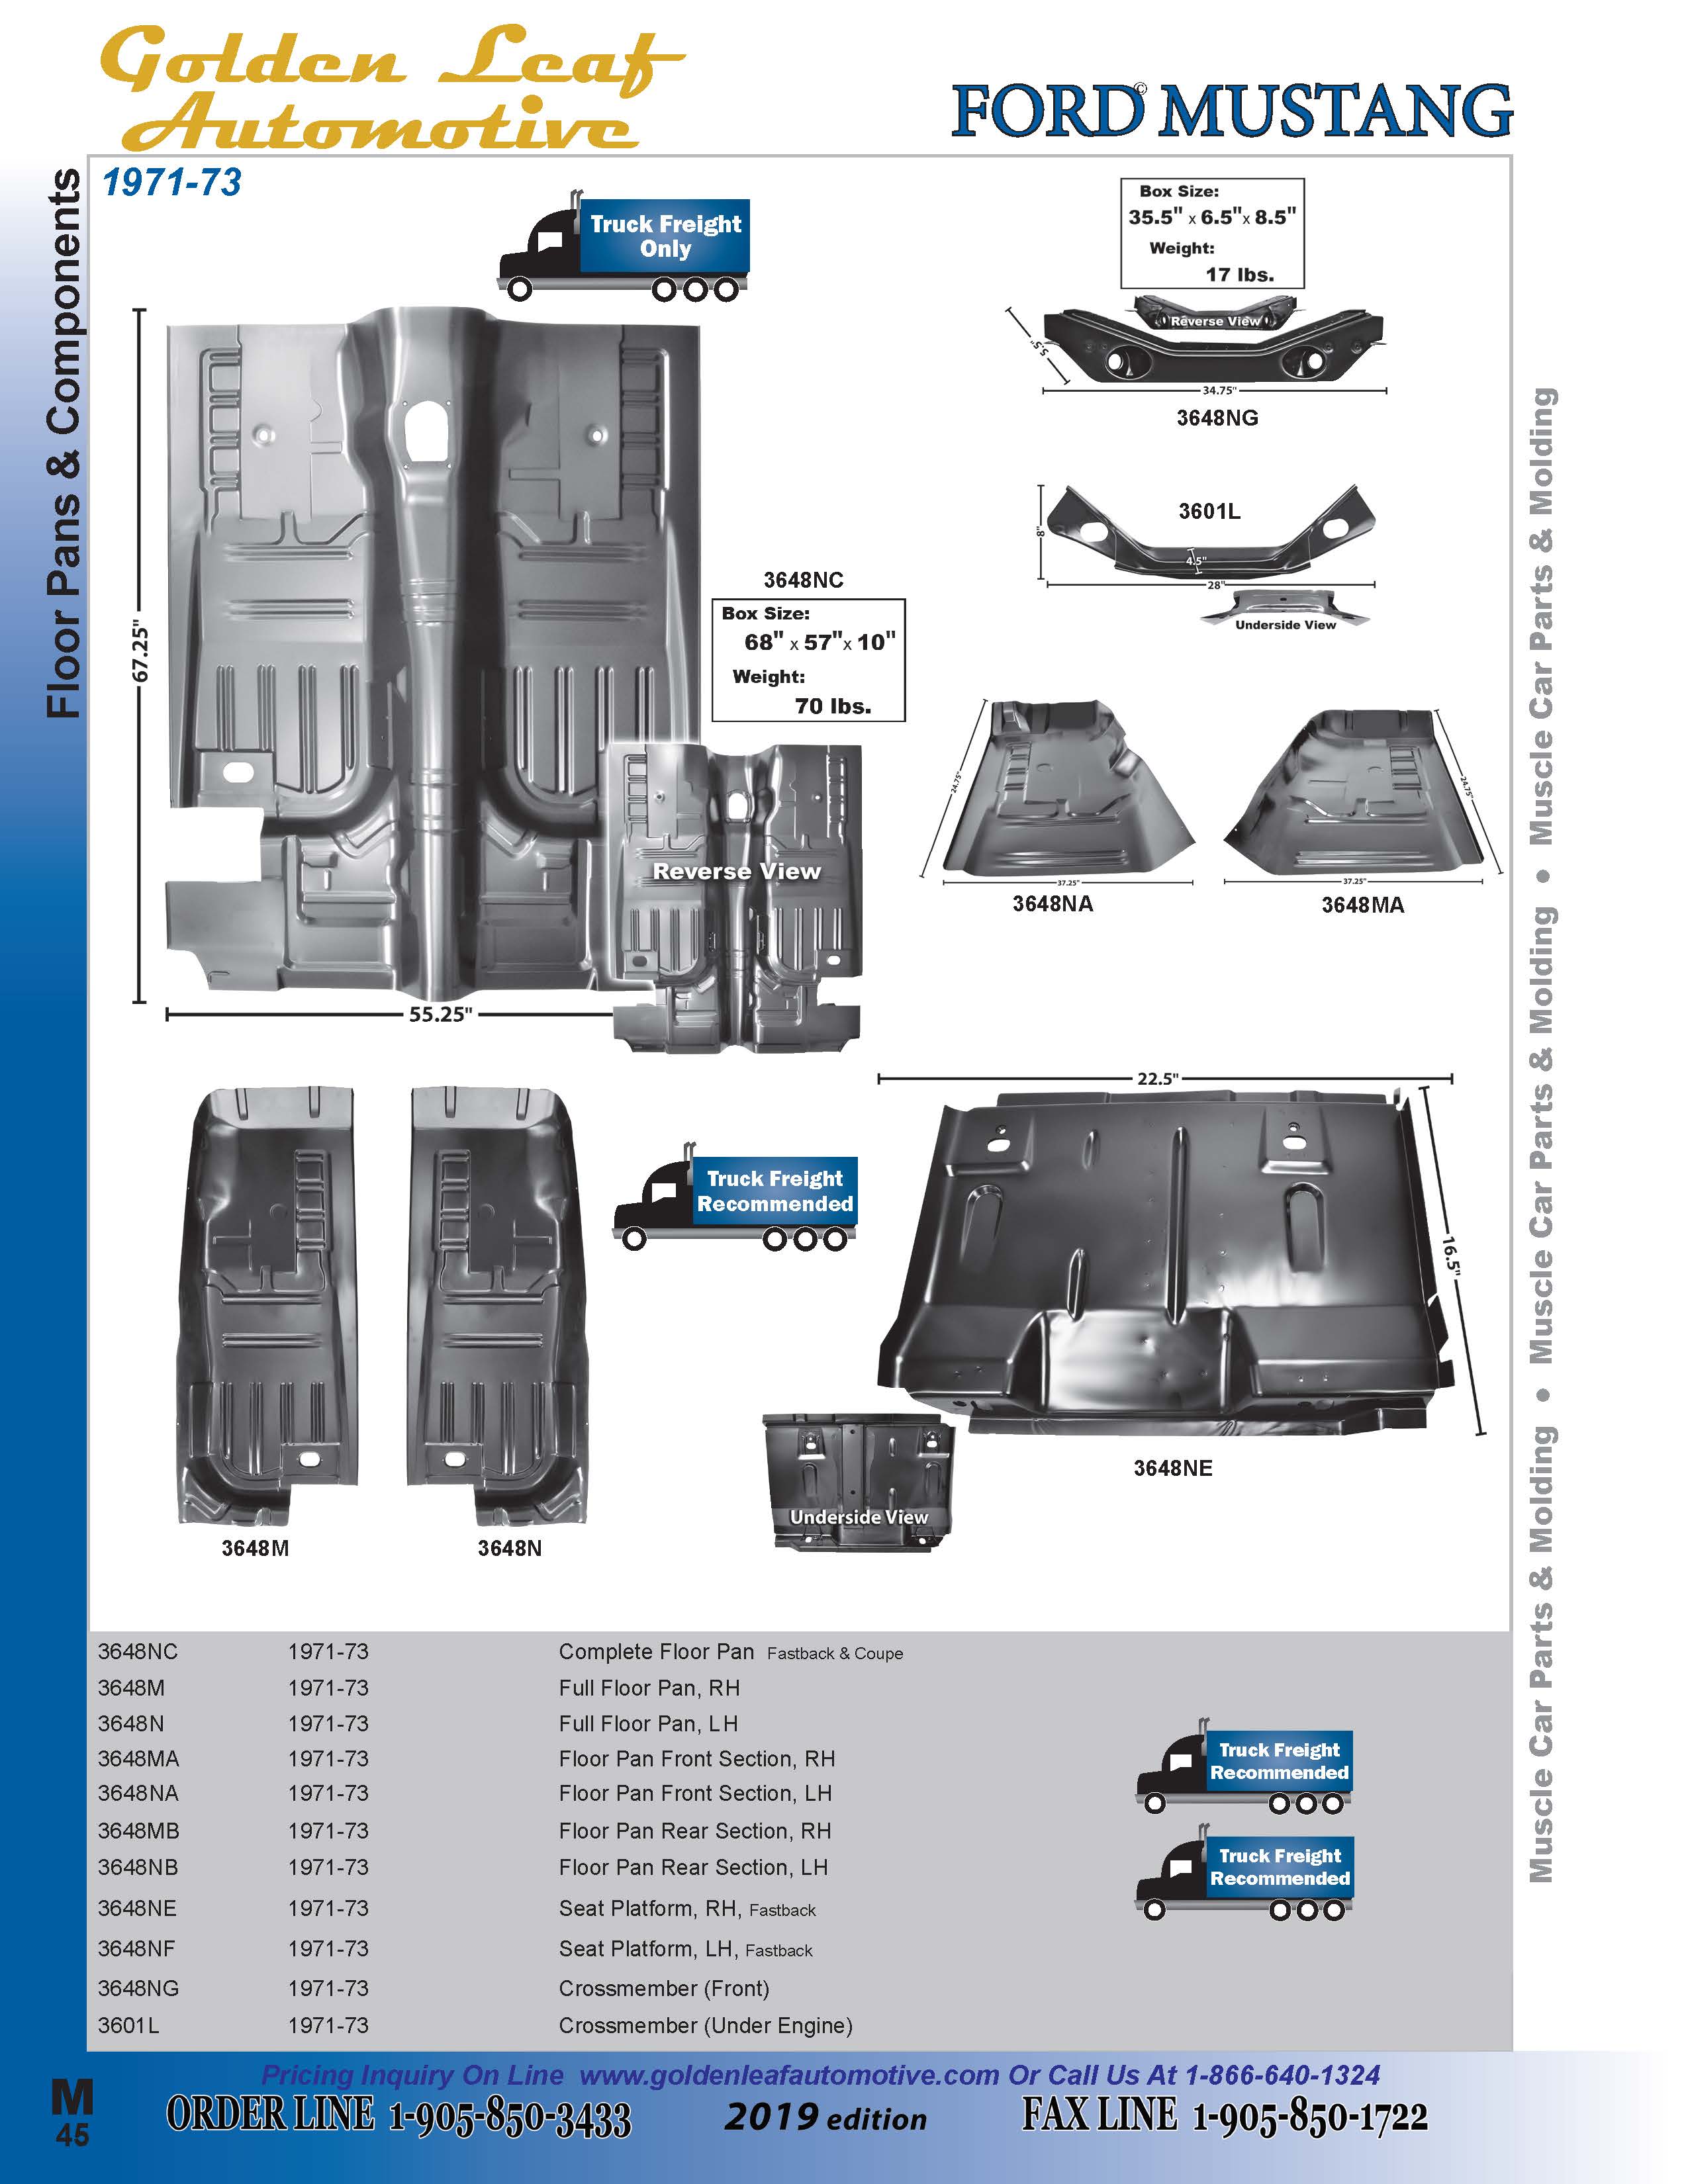 Golden Leaf
Automotive
FORD© MUSTANG
Floor Pans & Components
1971-73
Truck Freight
Only
Box Size:
35.5" x 6.5"x 8.5"
Weight:
17 lbs.
Reverse View
5.5"
34.75"
3648NG
3601L
8"
4.5"
28"
Underside View
67.25"
3648NC
Box Size:
68" x 57"x 10"
Weight:
70 lbs.
Reverse View
55.25"
24.75"
37.25"
3648NA
24.75"
37.25"
3648MA
3648M
3648N
Truck Freight
Recommended
22.5"
16.5"
3648NE
Underside View
3648NC 1971-73 Complete Floor Pan Fastback & Coupe
3648M 1971-73 Full Floor Pan, RH
3648N 1971-73 Full Floor Pan, LH
3648MA 1971-73 Floor Pan Front Section, RH
3648NA 1971-73 Floor Pan Front Section, LH
3648MB 1971-73 Floor Pan Rear Section, RH
3648NB 1971-73 Floor Pan Rear Section, LH
3648NE 1971-73 Seat Platform, RH, Fastback
3648NF 1971-73 Seat Platform, LH, Fastback
3648NG 1971-73 Crossmember (Front)
3601L 1971-73 Crossmember (Under Engine)
Truck Freight
Recommended
Truck Freight
Recommended
Muscle Car Parts & Molding • Muscle Car Parts & Molding • Muscle Car Parts & Molding
Pricing Inquiry On Line www.goldenleafautomotive.com Or Call Us At 1-866-640-1324
M
45
ORDER LINE 1-905-850-3433
2019 edition
FAX LINE 1-905-850-1722